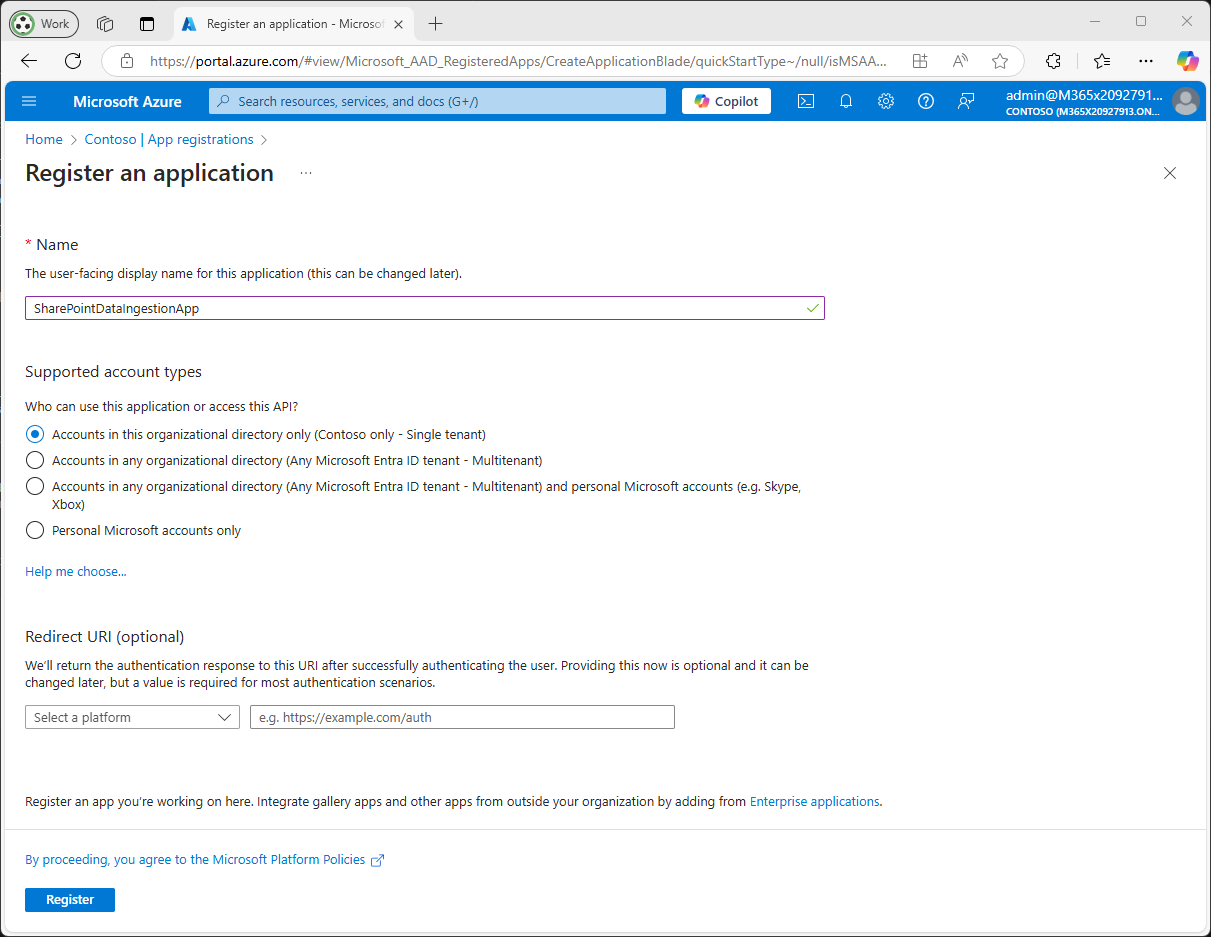 Work
Register an application - Microsof
https://portal.azure.com/#view/Microsoft_AAD_RegisteredApps/CreateApplicationBlade/quickStartType~/null/isMSAA...
Microsoft Azure
Search resources, services, and docs (G+/)
Copilot
admin@M365x2092791...
CONTOSO (M365X20927913.ON...
Home > Contoso | App registrations >
Register an application ...
* Name
The user-facing display name for this application (this can be changed later).
SharePointDataIngestionApp
Supported account types
Who can use this application or access this API?
Accounts in this organizational directory only (Contoso only - Single tenant)
Accounts in any organizational directory (Any Microsoft Entra ID tenant - Multitenant)
Accounts in any organizational directory (Any Microsoft Entra ID tenant - Multitenant) and personal Microsoft accounts (e.g. Skype,
Xbox)
Personal Microsoft accounts only
Help me choose...
Redirect URI (optional)
We'll return the authentication response to this URI after successfully authenticating the user. Providing this now is optional and it can be
changed later, but a value is required for most authentication scenarios.
Select a platform
e.g. https://example.com/auth
Register an app you're working on here. Integrate gallery apps and other apps from outside your organization by adding from Enterprise applications.
By proceeding, you agree to the Microsoft Platform Policies
Register